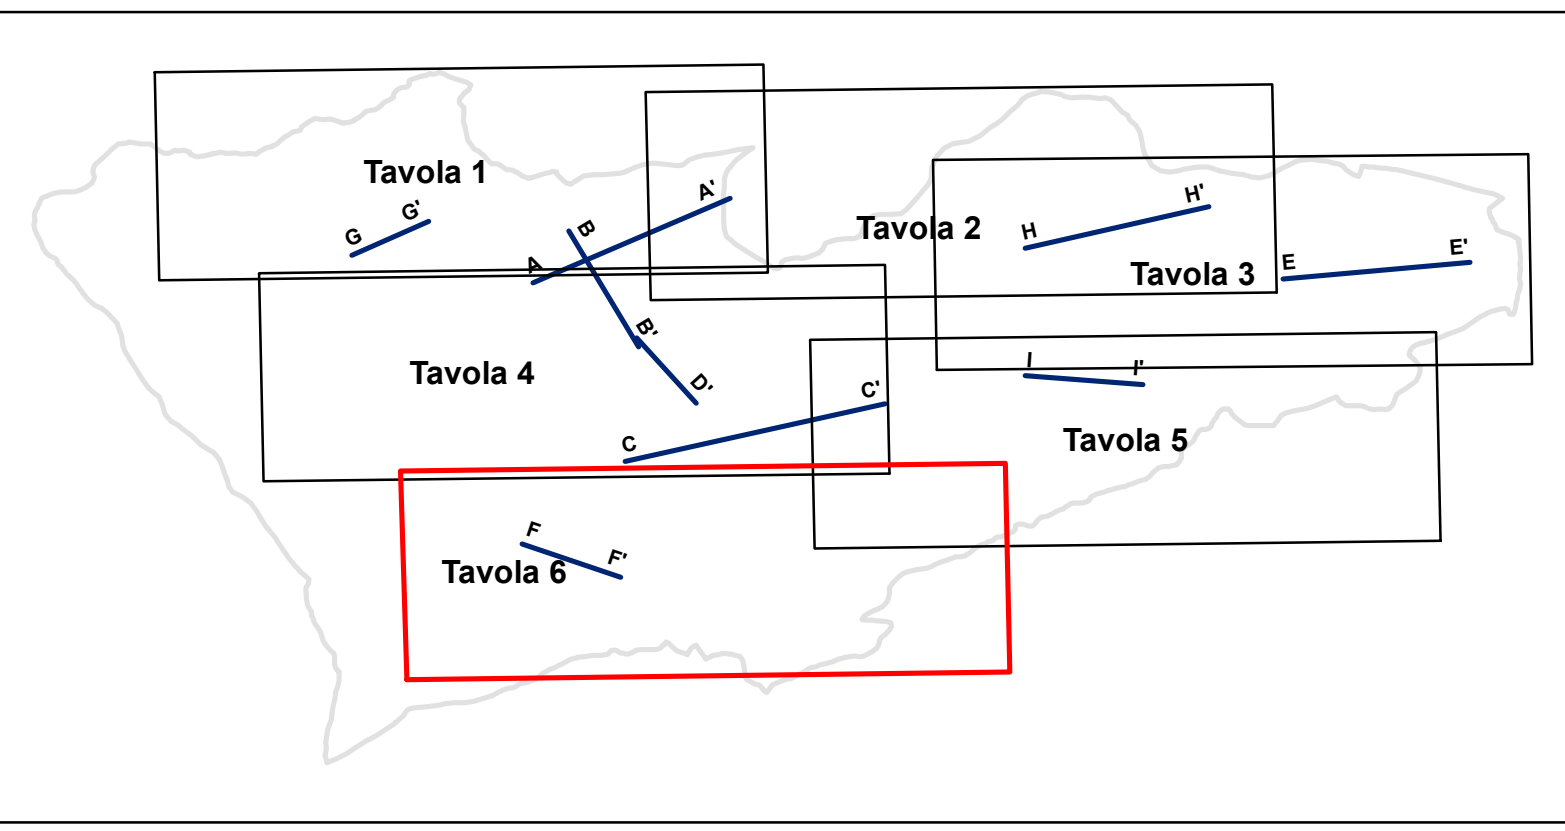 Tavola 1
A'
G'
G
B
A
Tavola 2
H
H'
Tavola 3
E
E'
B'
Tavola 4
D'
I
I'
C'
C
Tavola 5
F
F'
Tavola 6